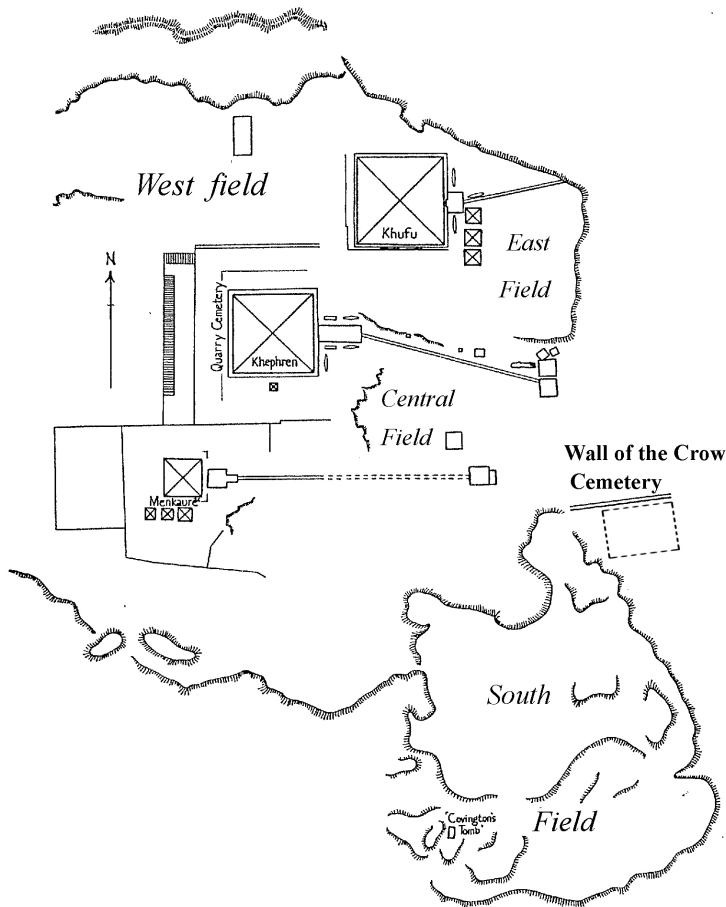 West field
Khufu
East
Field
N
Quarry Cemetery
Khephren
Central
Field
Wall of the Crow
Cemetery
Menkaure
South
'Covington's
Tomb'
Field